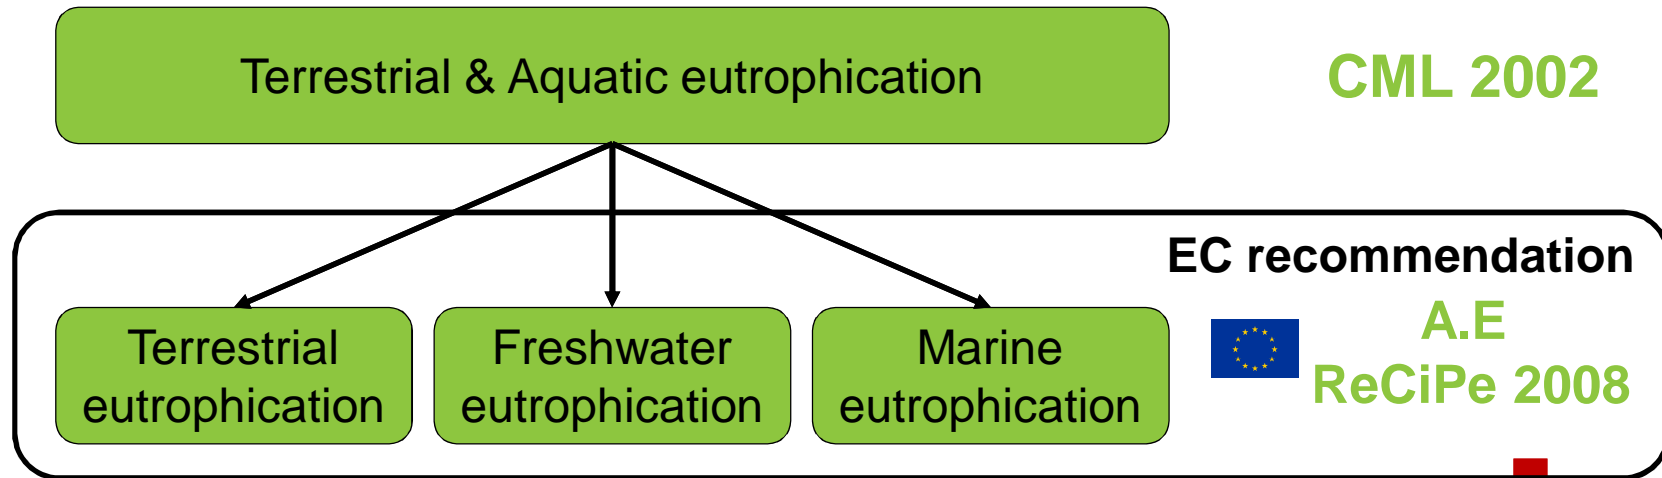 Terrestrial & Aquatic eutrophication
CML 2002
EC recommendation
Terrestrial
eutrophication
Freshwater
eutrophication
Marine
eutrophication
A.E
ReCiPe 2008